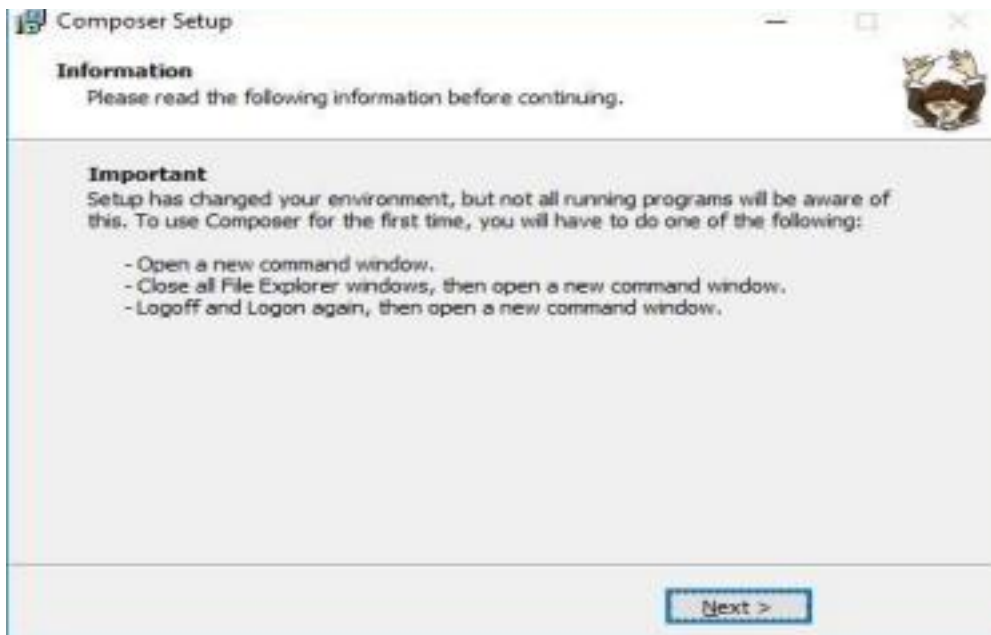 Composer Setup
Information
Please read the following information before continuing.
Important
Setup has changed your environment, but not all running programs will be aware of
this. To use Composer for the first time, you will have to do one of the following:
- Open a new command window.
- Close all File Explorer windows, then open a new command window.
- Logoff and Logon again, then open a new command window.
Next >